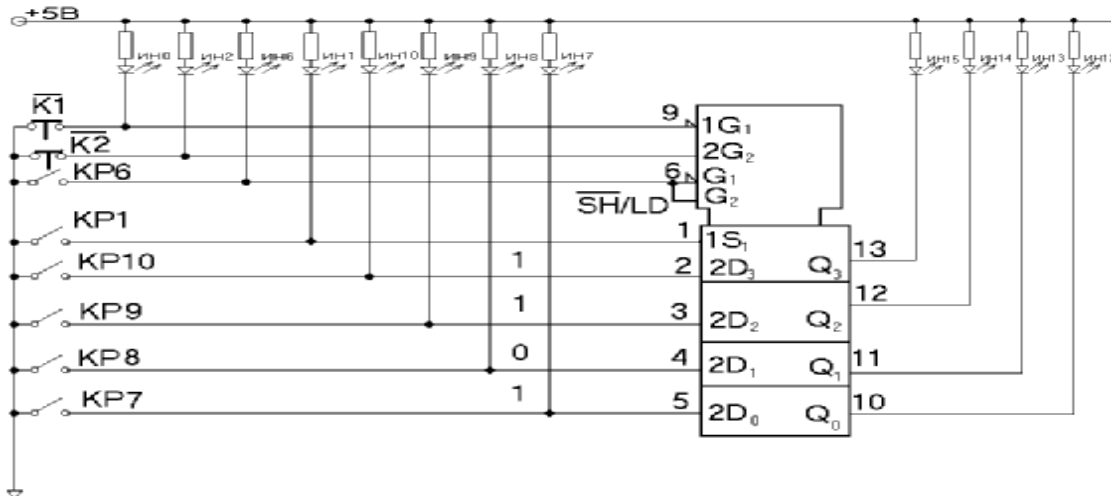 +5В
ИН0 ИН2 ИН6 ИН1 ИН10 ИН9 ИН8 ИН7 ИН15 ИН14 ИН13 ИН12
K1 9 1G₁
K2 2G₂
KP6 6 G₁
SH/LD G₂
KP1 1 1S₁ 13
KP10 1 2 2D₃ Q₃
12
KP9 1 3 2D₂ Q₂
KP8 0 4 2D₁ Q₁ 11
KP7 1 5 2D₀ Q₀ 10